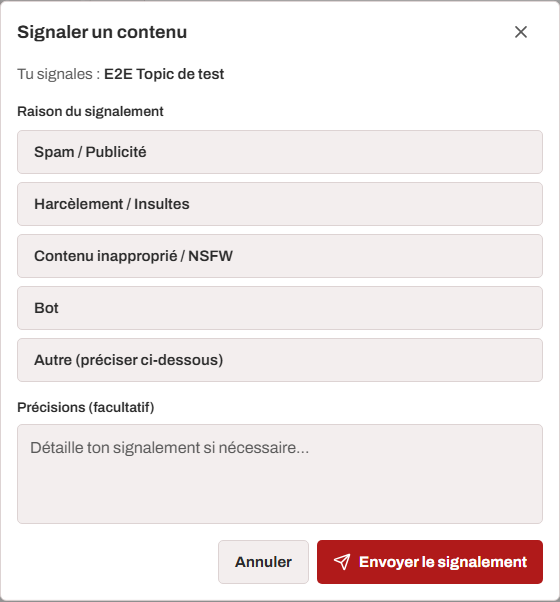 Signaler un contenu
Tu signales : E2E Topic de test
Raison du signalement
Spam / Publicité
Harcèlement / Insultes
Contenu inapproprié / NSFW
Bot
Autre (préciser ci-dessous)
Précisions (facultatif)
Détaille ton signalement si nécessaire...
Annuler
Envoyer le signalement